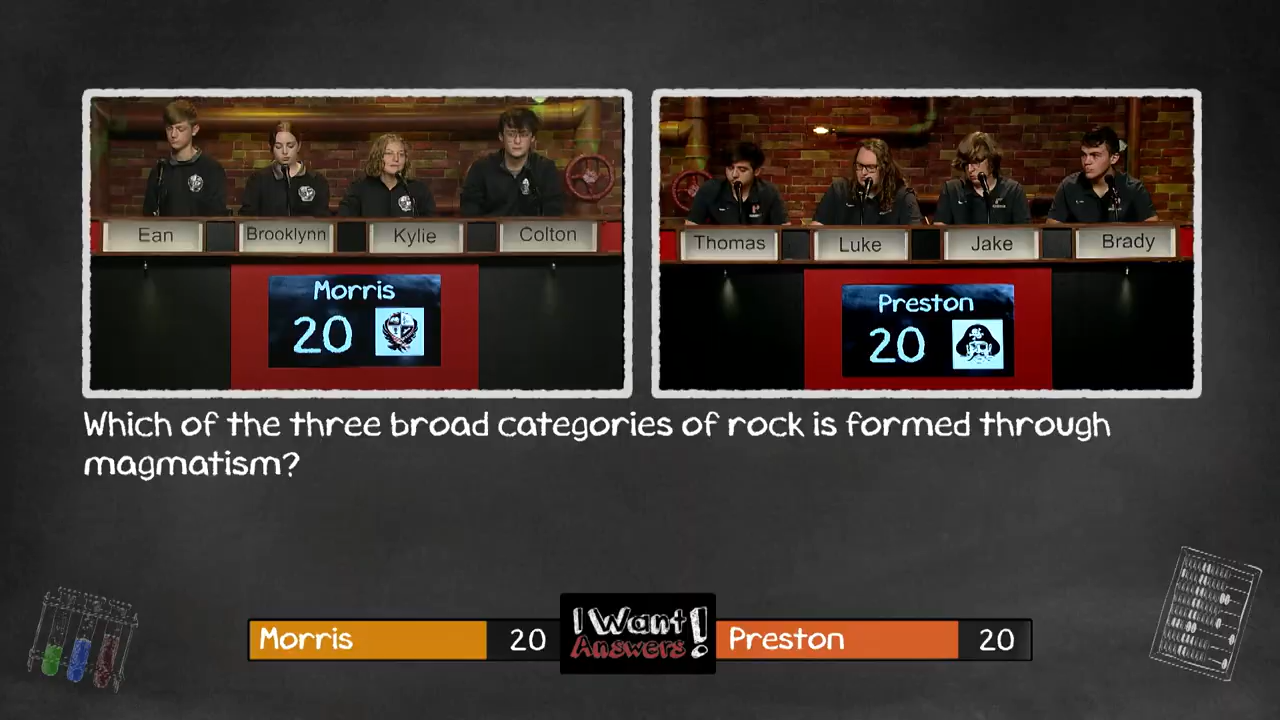 Ean
Brooklynn
Kylie
Colton
Thomas
Luke
Jake
Brady
Morris
20
Preston
20
Which of the three broad categories of rock is formed through
magmatism?
Morris 20
I Want
Answers!
Preston 20